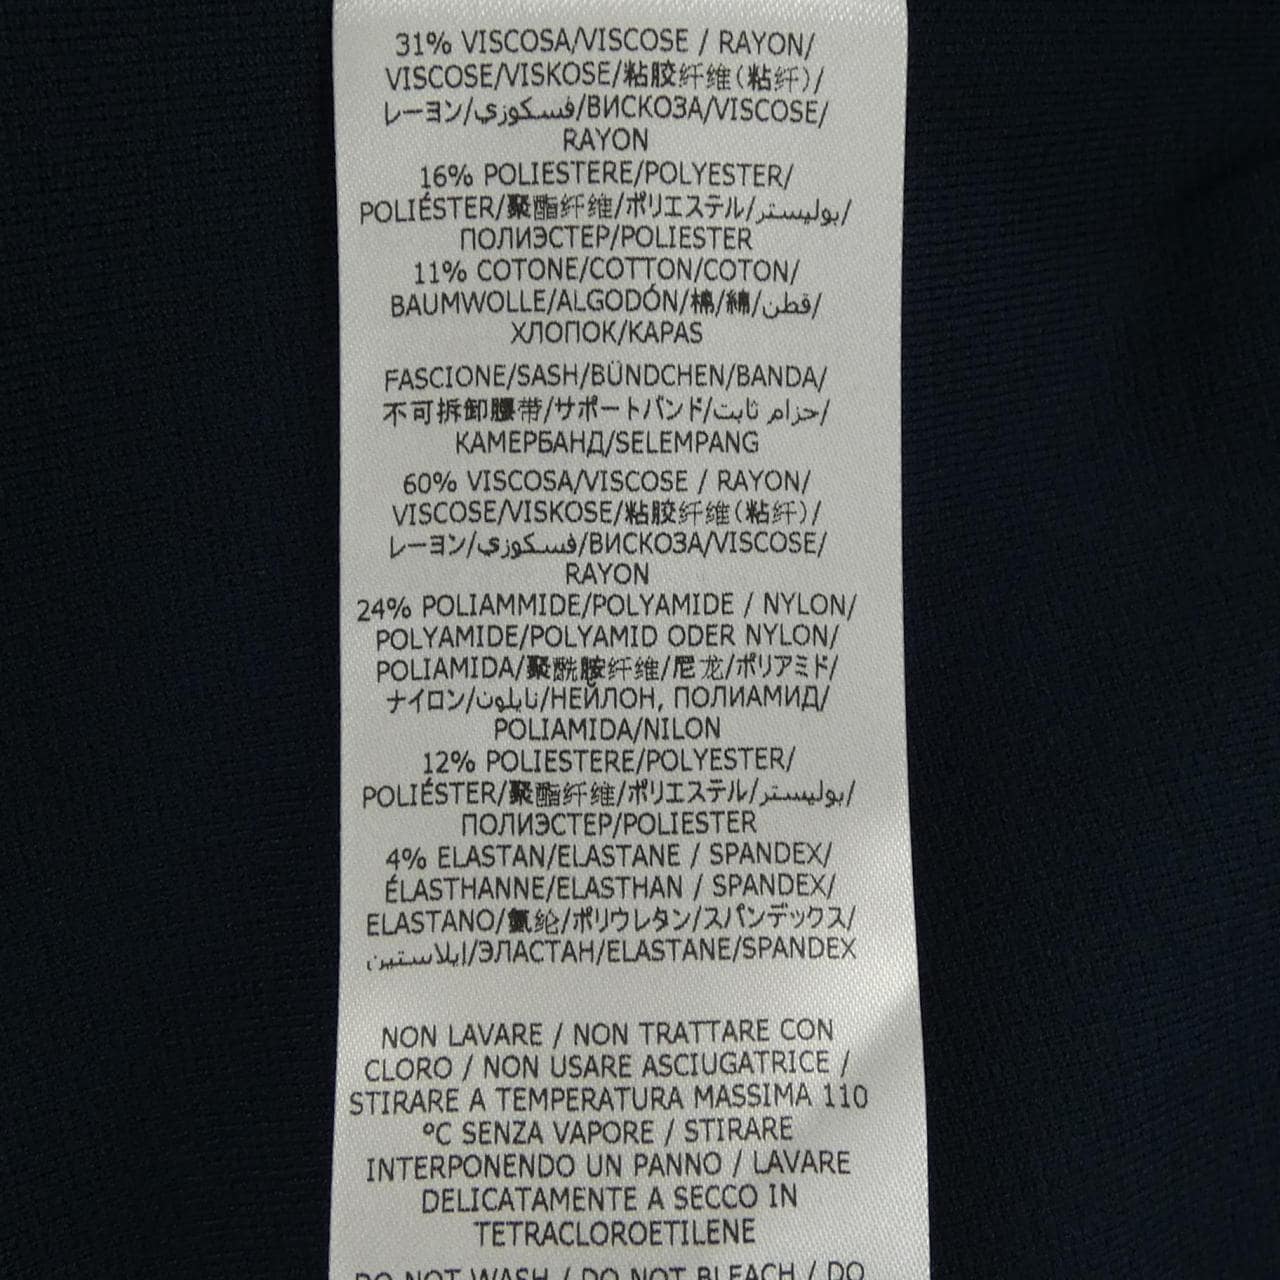 31% VISCOSA/VISCOSE / RAYON/
VISCOSE/VISKOSE/粘胶纤维(粘纤)/
レーヨン/فسكوزي/ВИСКОЗА/VISCOSE/
RAYON
16% POLIESTERE/POLYESTER/
POLIÉSTER/聚酯纤维/ポリエステル/بوليستر/
ПОЛИЭСТЕР/POLIESTER
11% COTONE/COTTON/COTON/
BAUMWOLLE/ALGODÓN/棉/綿/قطن/
ХЛОПОК/KAPAS
FASCIONE/SASH/BÜNDCHEN/BANDA/
不可拆卸腰带/サポートバンド/حزام ثابت/
КАМЕРБАНД/SELEMPANG
60% VISCOSA/VISCOSE / RAYON/
VISCOSE/VISKOSE/粘胶纤维(粘纤)/
レーヨン/فسكوزي/ВИСКОЗА/VISCOSE/
RAYON
24% POLIAMMIDE/POLYAMIDE / NYLON/
POLYAMIDE/POLYAMID ODER NYLON/
POLIAMIDA/聚酰胺纤维/尼龙/ポリアミド/
ナイロン/نايلون/НЕЙЛОН, ПОЛИАМИД/
POLIAMIDA/NILON
12% POLIESTERE/POLYESTER/
POLIÉSTER/聚酯纤维/ポリエステル/بوليستر/
ПОЛИЭСТЕР/POLIESTER
4% ELASTAN/ELASTANE / SPANDEX/
ÉLASTHANNE/ELASTHAN / SPANDEX/
ELASTANO/氨纶/ポリウレタン/スパンデックス/
ايلاستين/ЭЛАСТАН/ELASTANE/SPANDEX
NON LAVARE / NON TRATTARE CON
CLORO / NON USARE ASCIUGATRICE /
STIRARE A TEMPERATURA MASSIMA 110
°C SENZA VAPORE / STIRARE
INTERPONENDO UN PANNO / LAVARE
DELICATAMENTE A SECCO IN
TETRACLOROETILENE
DO NOT WASH / DO NOT BLEACH / DO